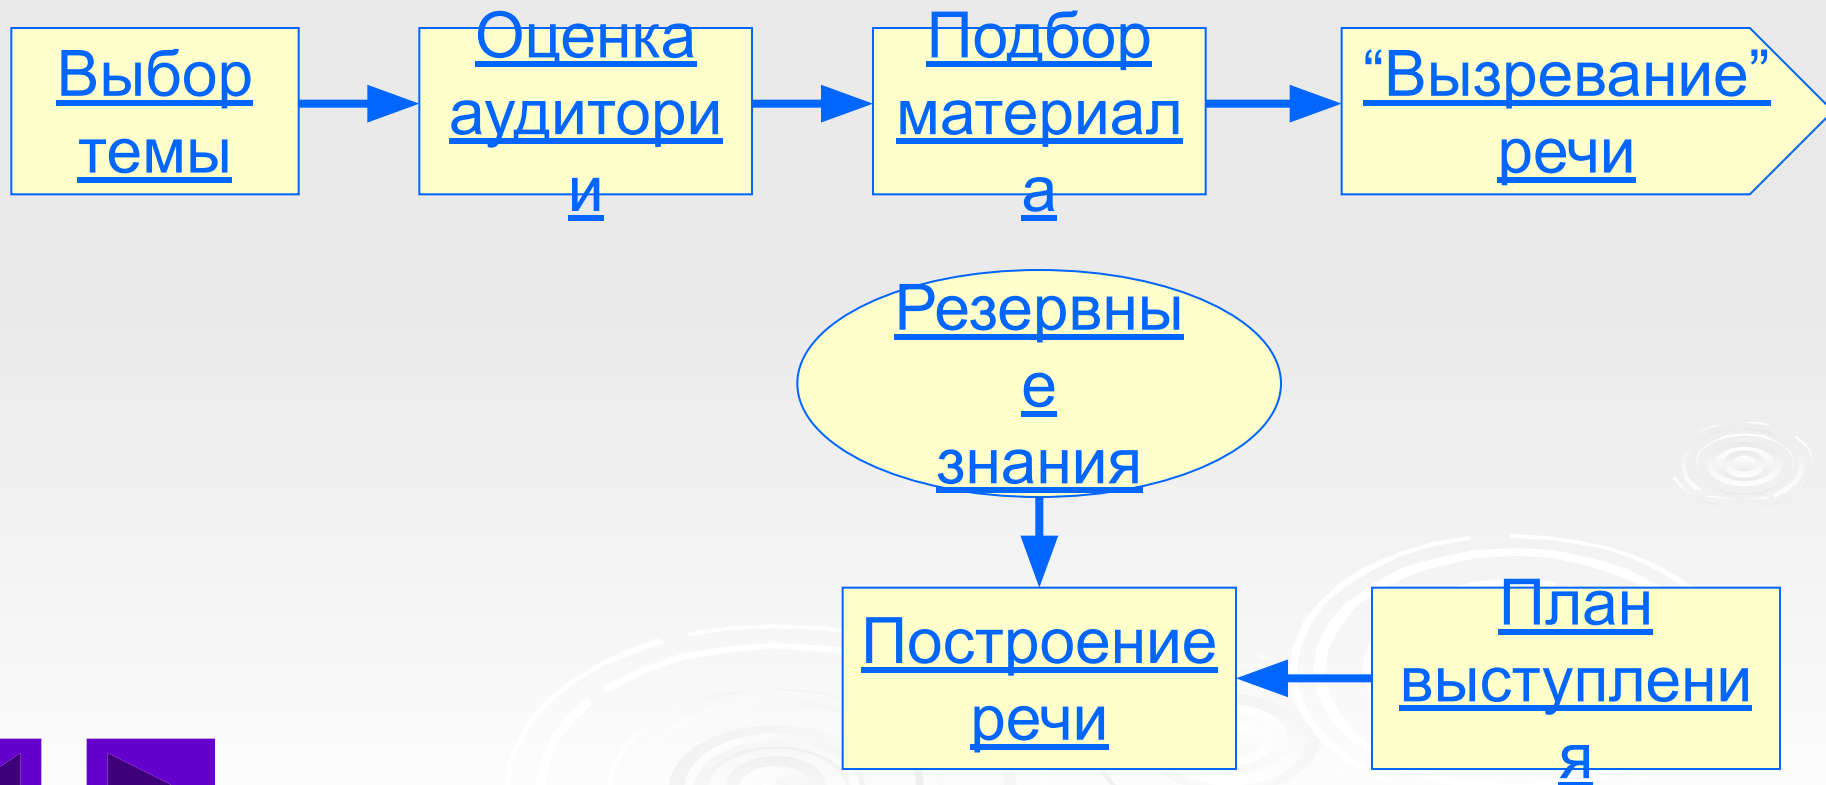 Выбор
темы
Оценка
аудитори
и
Подбор
материал
а
“Вызревание”
речи
Резервны
е
знания
Построение
речи
План
выступлени
я